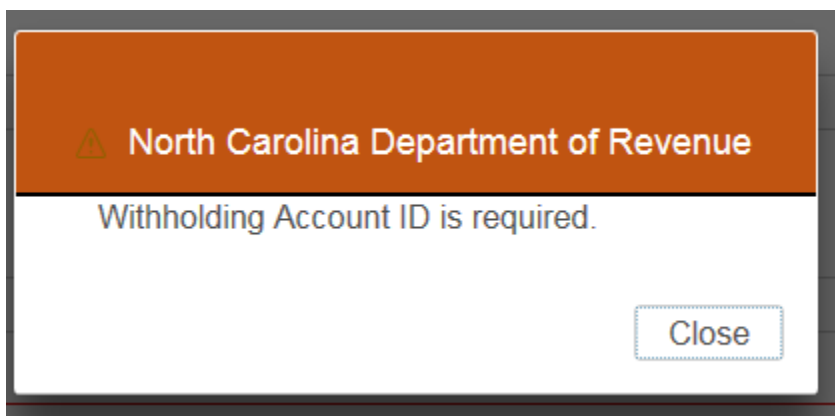 North Carolina Department of Revenue
Withholding Account ID is required.
Close